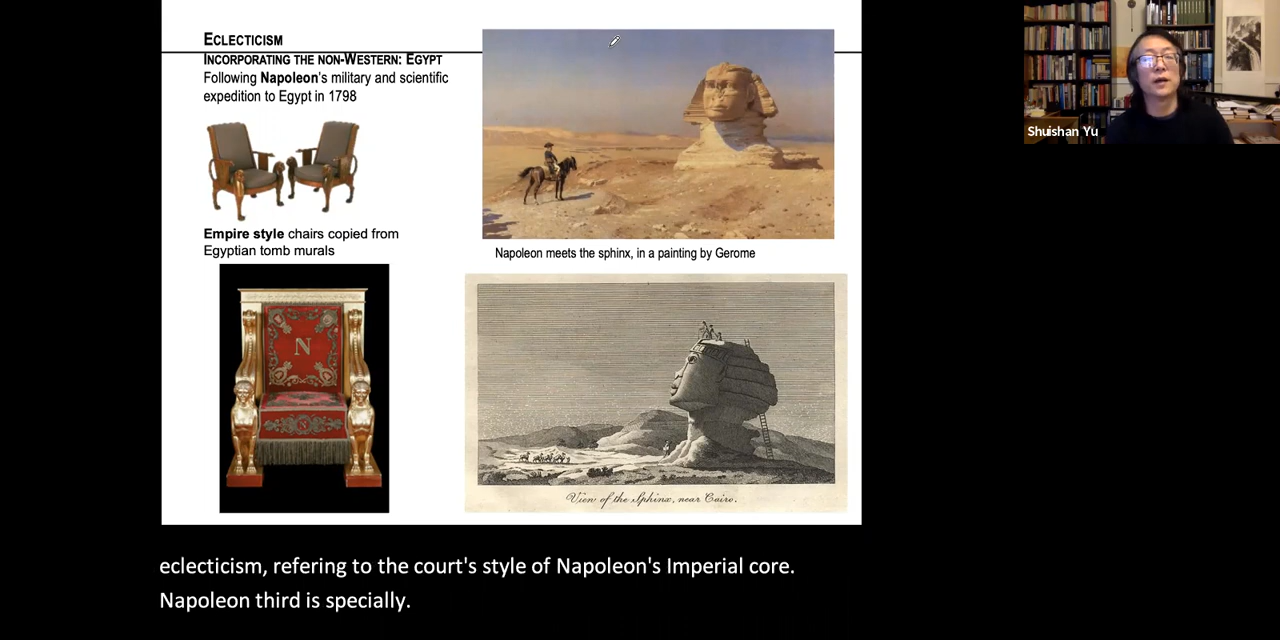 ECLECTICISM
INCORPORATING THE NON-WESTERN: EGYPT
Following Napoleon's military and scientific
expedition to Egypt in 1798
Empire style chairs copied from
Egyptian tomb murals
N
Napoleon meets the sphinx, in a painting by Gerome
View of the Sphinx, near Cairo.
Shuishan Yu
eclecticism, refering to the court's style of Napoleon's Imperial core.
Napoleon third is specially.